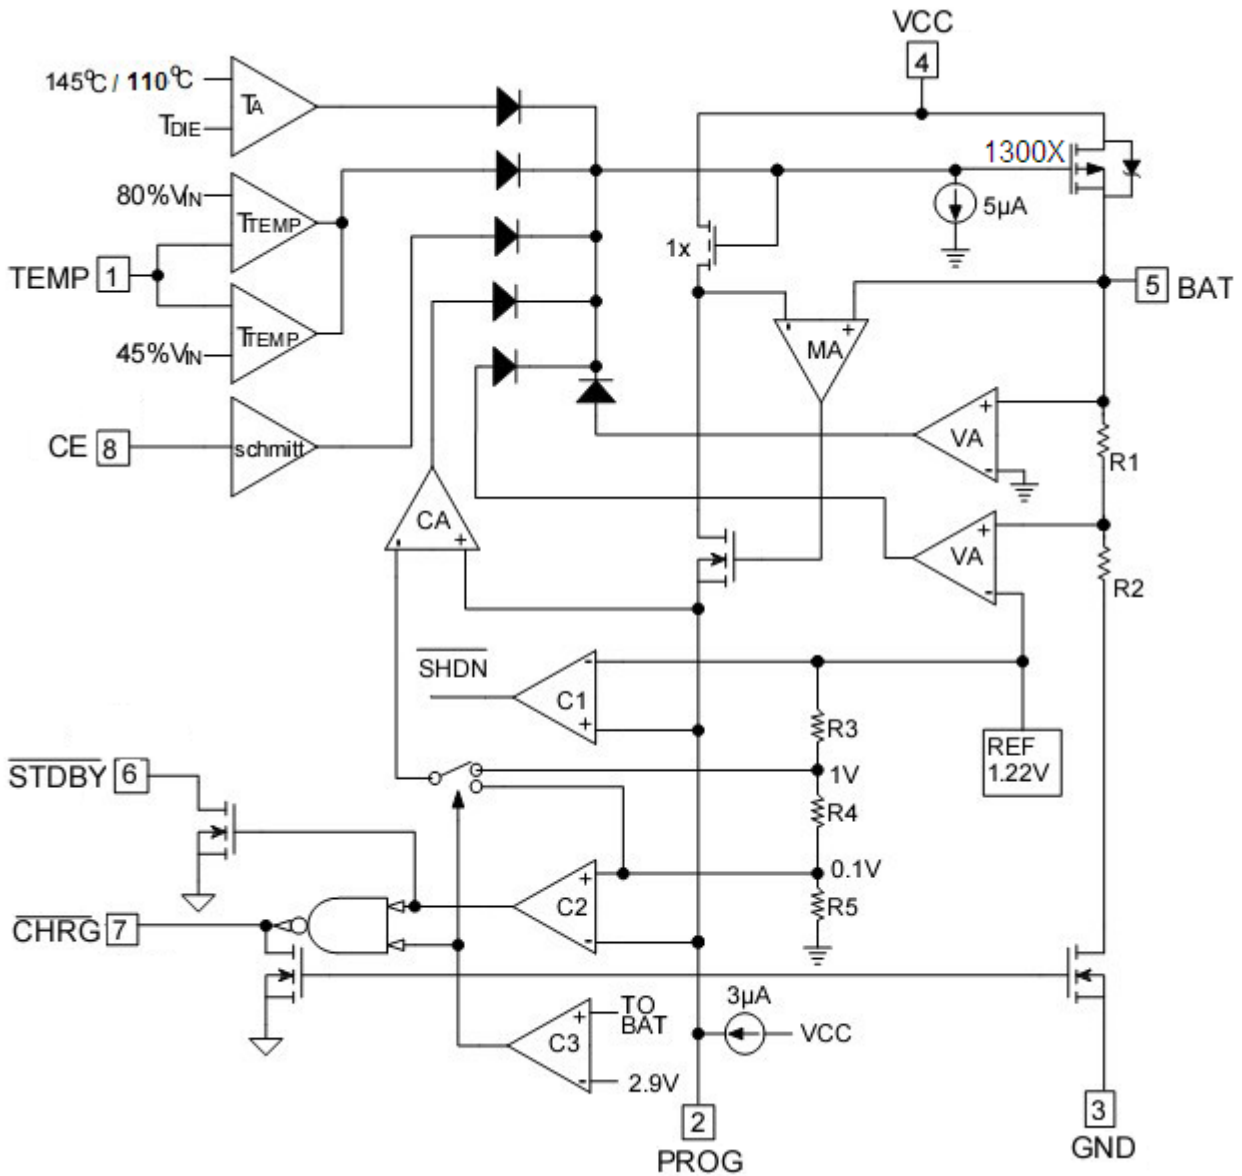 VCC
4
145°C / 110°C
TA
TDIE
1300X
80%VIN
TTEMP
5µA
1x
TEMP 1
5 BAT
TTEMP
MA
45%VIN
+
-
+
CE 8
schmitt
+
VA
-
R1
CA
-
+
+
VA
-
R2
SHDN
-
C1
+
R3
REF
1.22V
STDBY 6
1V
R4
0.1V
+
C2
-
R5
CHRG 7
3µA
TO
BAT
+
C3
-
VCC
2.9V
2
PROG
3
GND